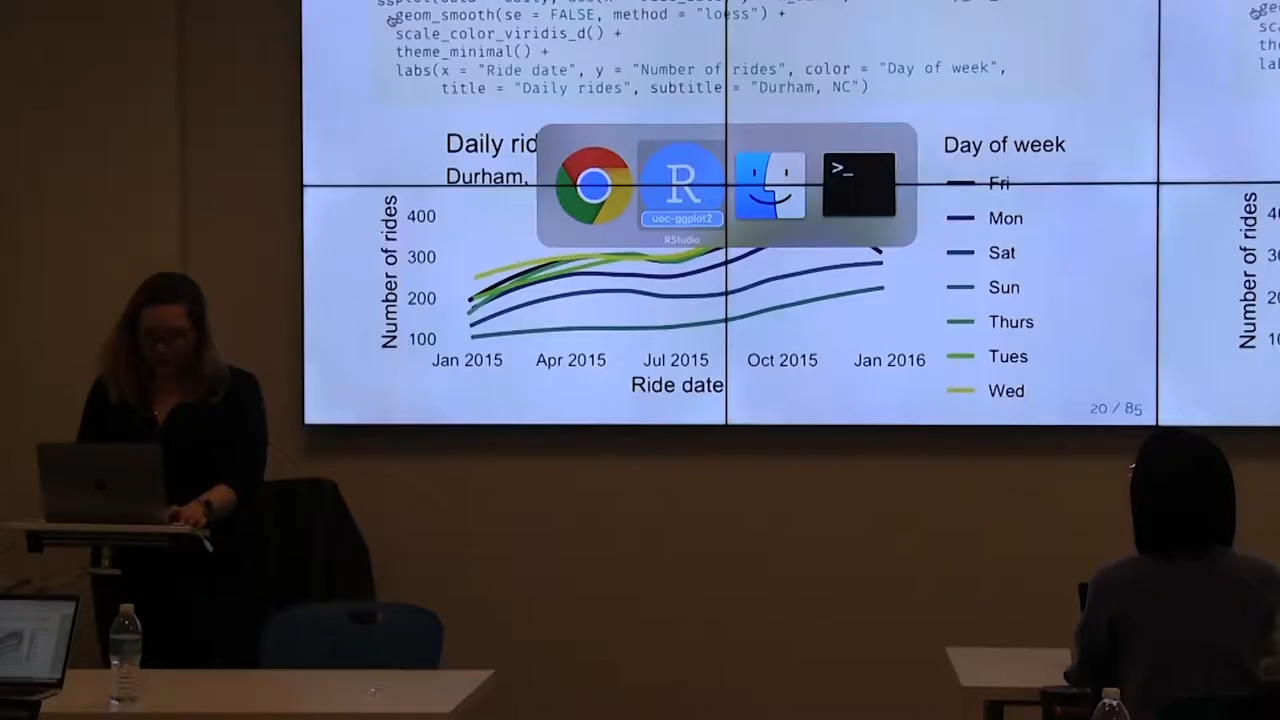 geom_smooth(se = FALSE, method = "loess") +
scale_color_viridis_d() +
theme_minimal() +
labs(x = "Ride date", y = "Number of rides", color = "Day of week",
title = "Daily rides", subtitle = "Durham, NC")
Daily rid
Durham,
Day of week
Fri
Mon
Sat
Sun
Thurs
Tues
Wed
>_
R
uoc-ggplot2
RStudio
Number of rides
400
300
200
100
Jan 2015
Apr 2015
Jul 2015
Oct 2015
Jan 2016
Ride date
20 / 85
Number of rides